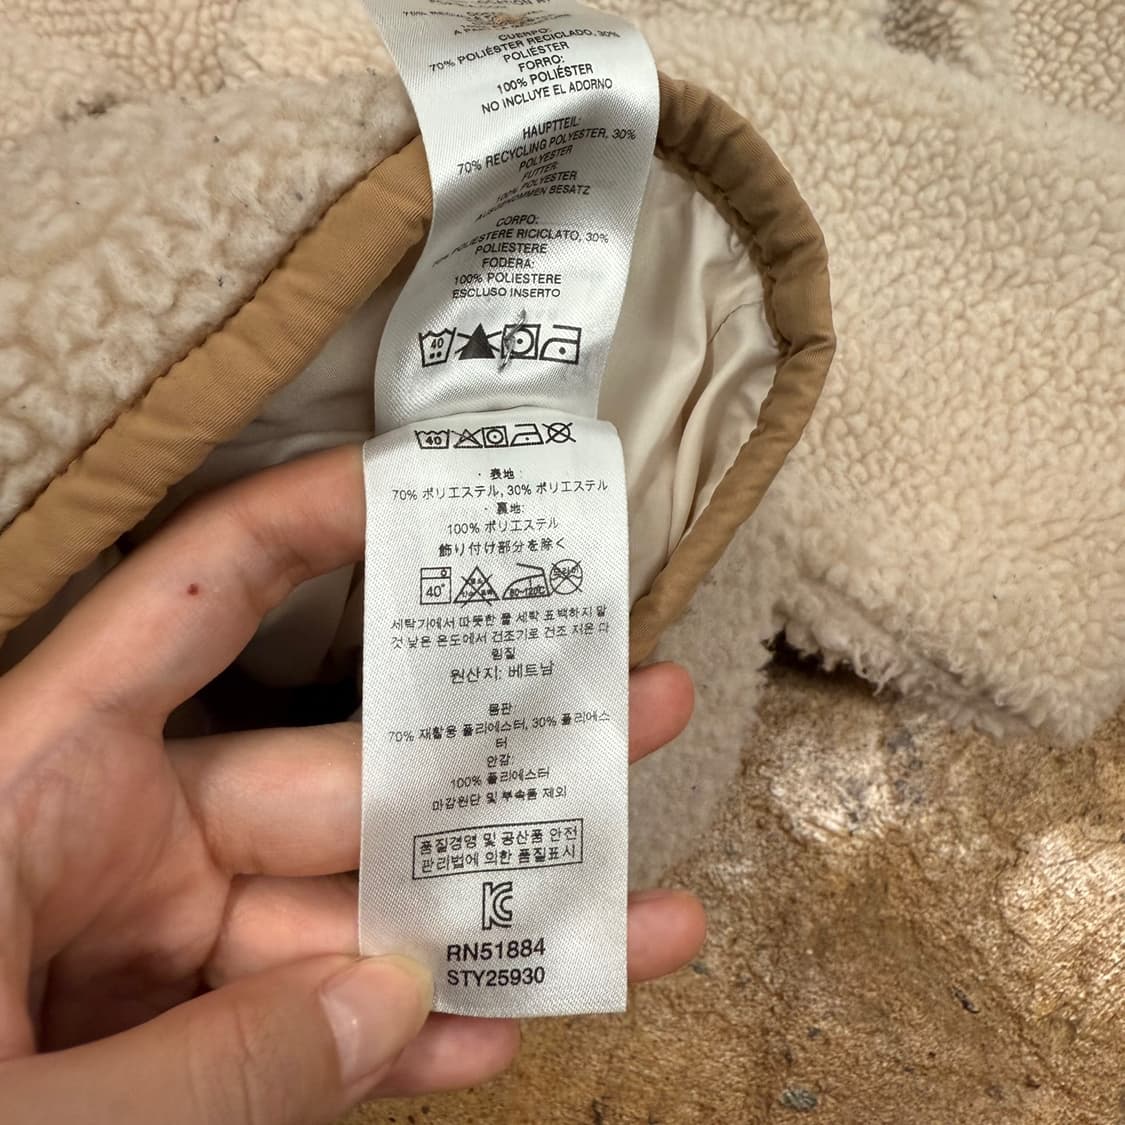 A PART LA GARNITURE
CUERPO:
70% POLIÉSTER RECICLADO, 30%
POLIÉSTER
FORRO:
100% POLIÉSTER
NO INCLUYE EL ADORNO
HAUPTTEIL:
70% RECYCLING POLYESTER, 30%
POLYESTER
FUTTER:
100% POLYESTER
AUSGENOMMEN BESATZ
CORPO:
70% POLIESTERE RICICLATO, 30%
POLIESTERE
FODERA:
100% POLIESTERE
ESCLUSO INSERTO
40
40
・表地:
70% ポリエステル, 30% ポリエステル
・裏地:
100% ポリエステル
飾り付け部分を除く
40° 80~120℃
세탁기에서 따뜻한 물 세탁 표백하지 말
것 낮은 온도에서 건조기로 건조 저온 다
림질
원산지: 베트남
몸판
70% 재활용 폴리에스터, 30% 폴리에스
터
안감:
100% 폴리에스터
마감원단 및 부속품 제외
품질경영 및 공산품 안전
관리법에 의한 품질표시
RN51884
STY25930